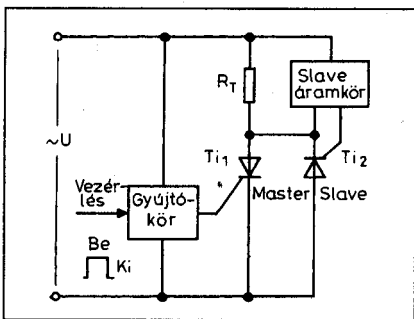 Slave
áramkör
R_T
~U
Ti₁
Ti₂
Vezér-
lés
Gyújtó-
kör
Master
Slave
Be
Ki